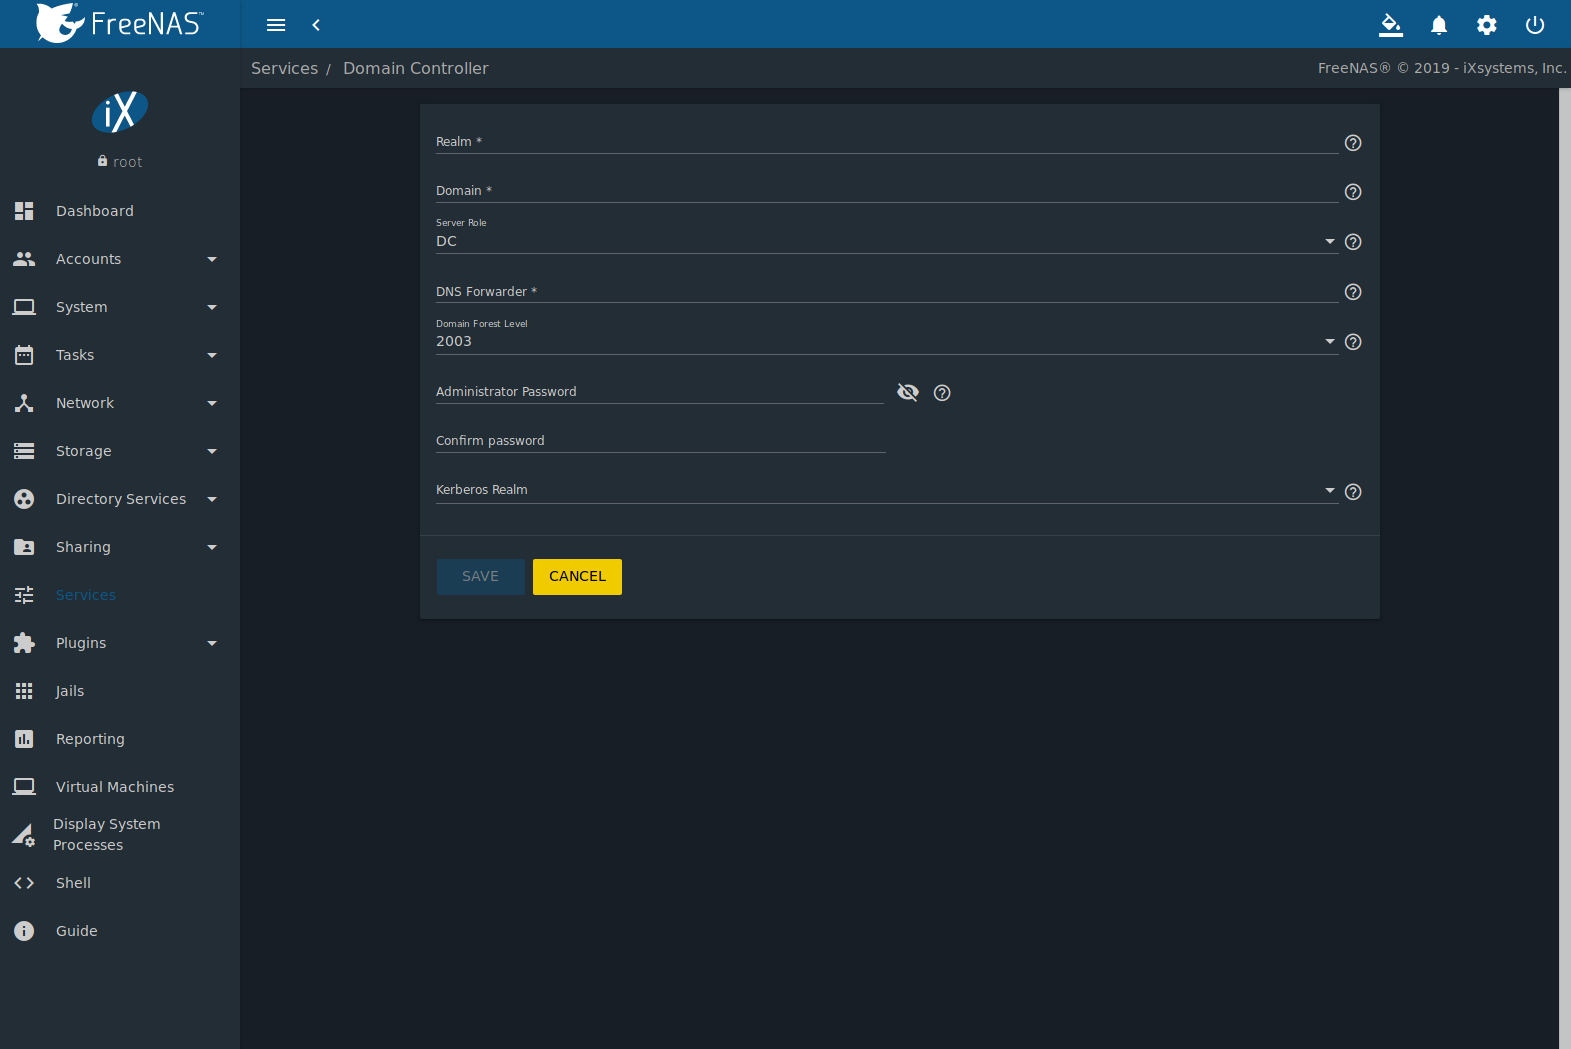 FreeNAS™
Services / Domain Controller
FreeNAS® © 2019 - iXsystems, Inc.
iX
root
Dashboard
Accounts
System
Tasks
Network
Storage
Directory Services
Sharing
Services
Plugins
Jails
Reporting
Virtual Machines
Display System
Processes
Shell
Guide
Realm *
Domain *
Server Role
DC
DNS Forwarder *
Domain Forest Level
2003
Administrator Password
Confirm password
Kerberos Realm
SAVE
CANCEL